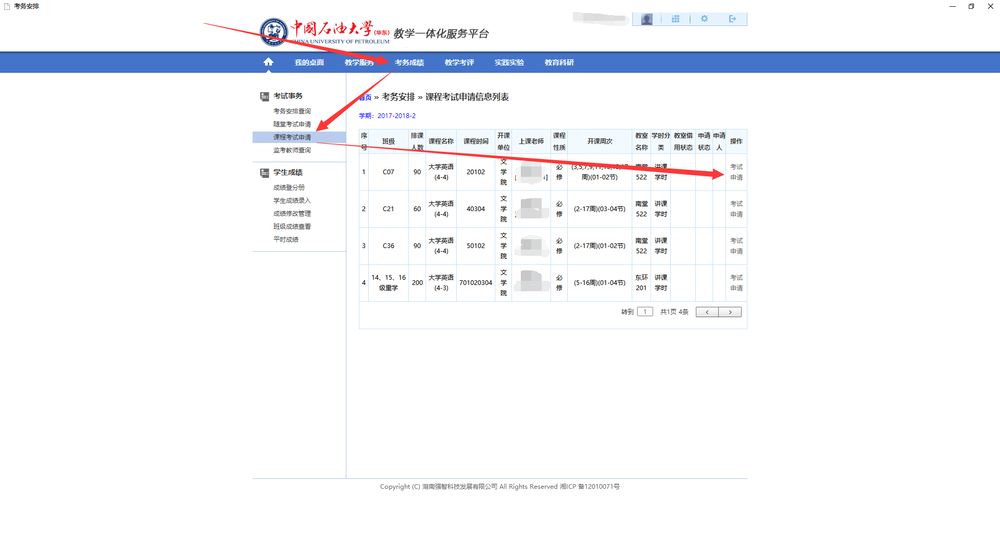 考务安排
中国石油大学(华东) 教学一体化服务平台
CHINA UNIVERSITY OF PETROLEUM
我的桌面 教学服务 考务成绩 教学考评 实践实验 教育科研
考试事务
考务安排查询
随堂考试申请
课程考试申请
监考教师查询
学生成绩
成绩登分册
学生成绩录入
成绩修改管理
班级成绩查看
平时成绩
首页 » 考务安排 » 课程考试申请信息列表
学期：2017-2018-2
序号 班级 排课人数 课程名称 课程时间 开课单位 上课老师 课程性质 开课周次 教室名称 学时分类 教室借用状态 申请状态 申请人 操作
1 C07 90 大学英语(4-4) 20102 文学院 必修 (3,5,7,9,11, 周)(01-02节) 南堂522 讲课学时 考试申请
2 C21 60 大学英语(4-4) 40304 文学院 必修 (2-17周)(03-04节) 南堂522 讲课学时 考试申请
3 C36 90 大学英语(4-4) 50102 文学院 必修 (2-17周)(01-02节) 南堂522 讲课学时 考试申请
4 14、15、16级重学 200 大学英语(4-3) 701020304 文学院 必修 (5-16周)(01-04节) 东环201 讲课学时 考试申请
转到 1 共1页 4条 < >
Copyright (C) 湖南强智科技发展有限公司 All Rights Reserved 湘ICP 备12010071号